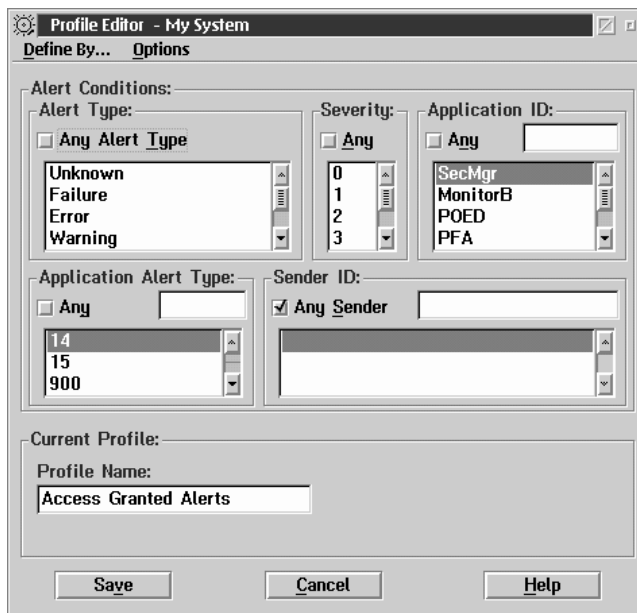 Profile Editor - My System
Define By... Options
Alert Conditions:
Alert Type:
Any Alert Type
Unknown
Failure
Error
Warning
Severity:
Any
0
1
2
3
Application ID:
Any
SecMgr
MonitorB
POED
PFA
Application Alert Type:
Any
14
15
900
Sender ID:
Any Sender
Current Profile:
Profile Name:
Access Granted Alerts
Save Cancel Help